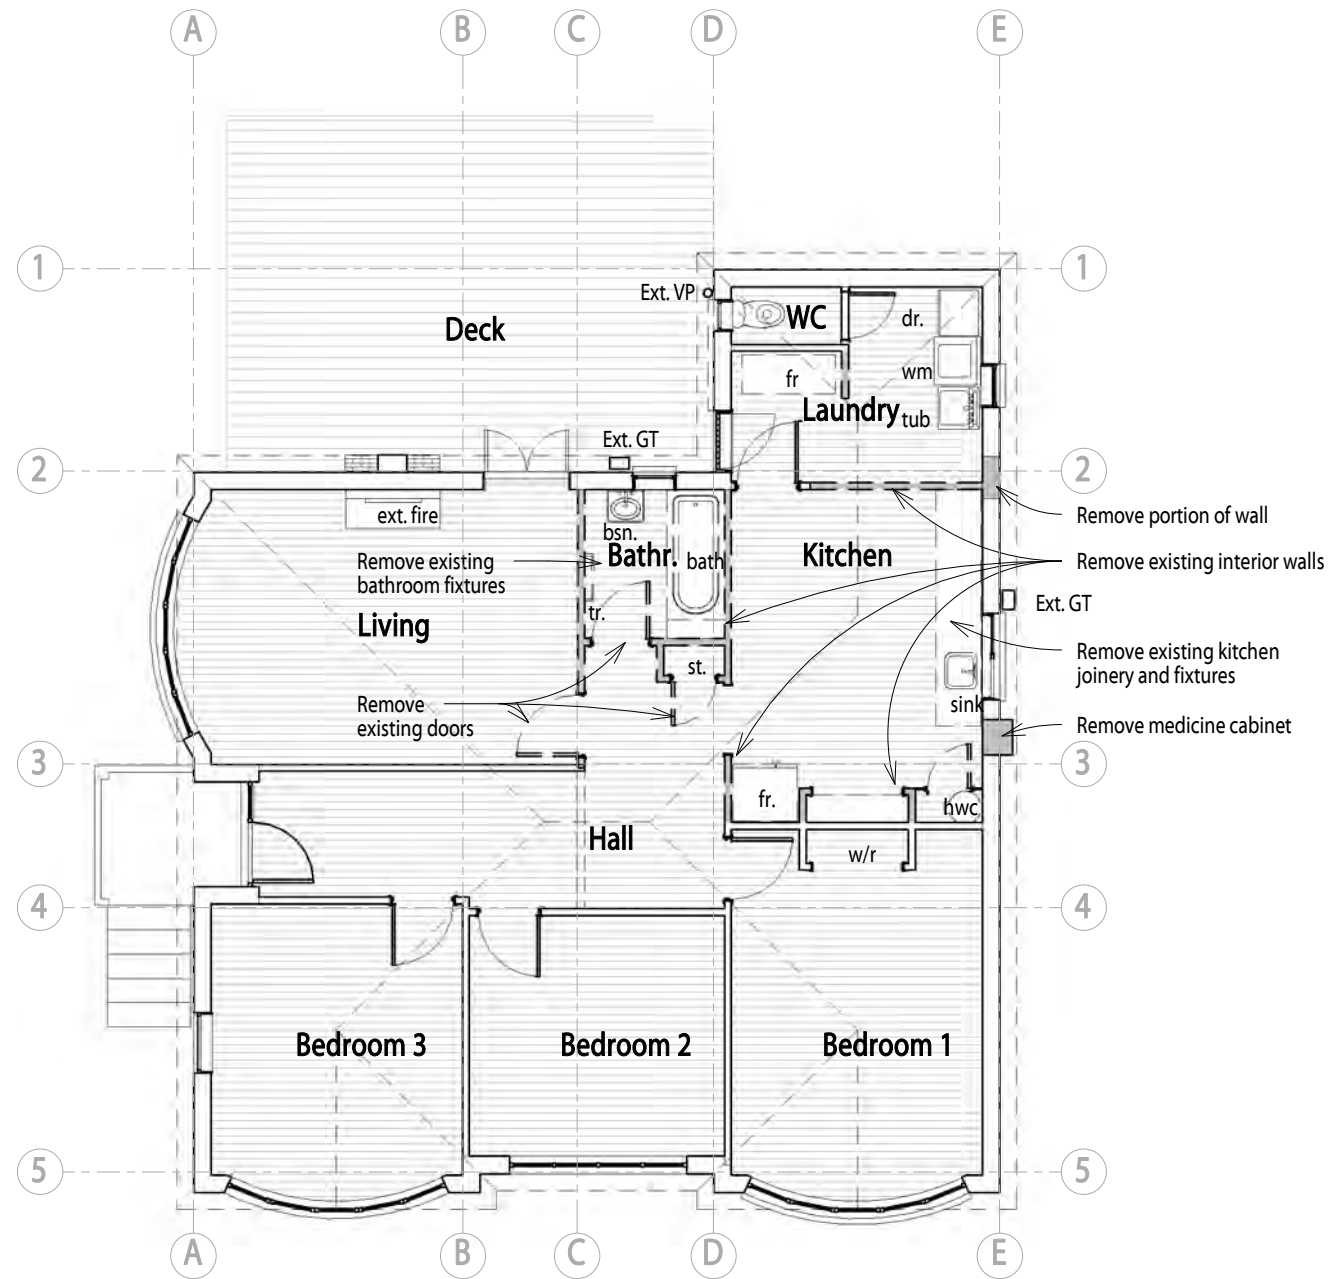 A B C D E
1 1
Ext. VP
WC
dr.
Deck
fr
wm
Laundry
tub
Ext. GT
2 2
ext. fire
Remove portion of wall
bsn.
Bathr.
bath
Kitchen
Remove existing
bathroom fixtures
Remove existing interior walls
Ext. GT
tr.
Living
st.
Remove existing kitchen
joinery and fixtures
Remove
existing doors
sink
Remove medicine cabinet
3 3
fr.
hwc
Hall
w/r
4 4
Bedroom 3
Bedroom 2
Bedroom 1
5 5
A B C D E